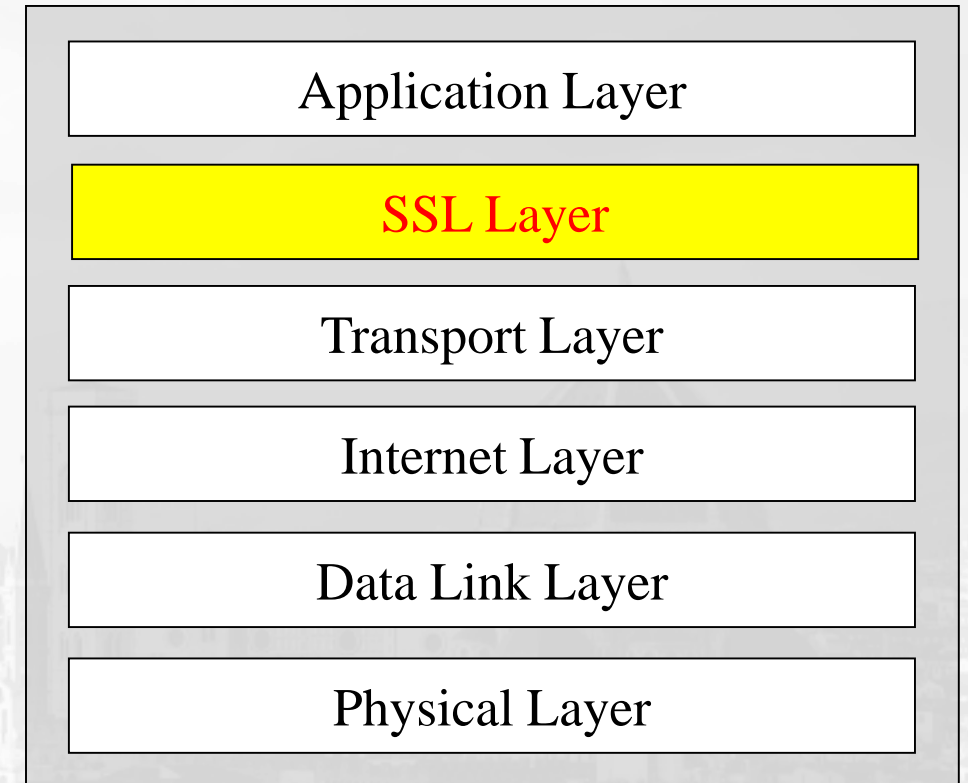 Application Layer
SSL Layer
Transport Layer
Internet Layer
Data Link Layer
Physical Layer